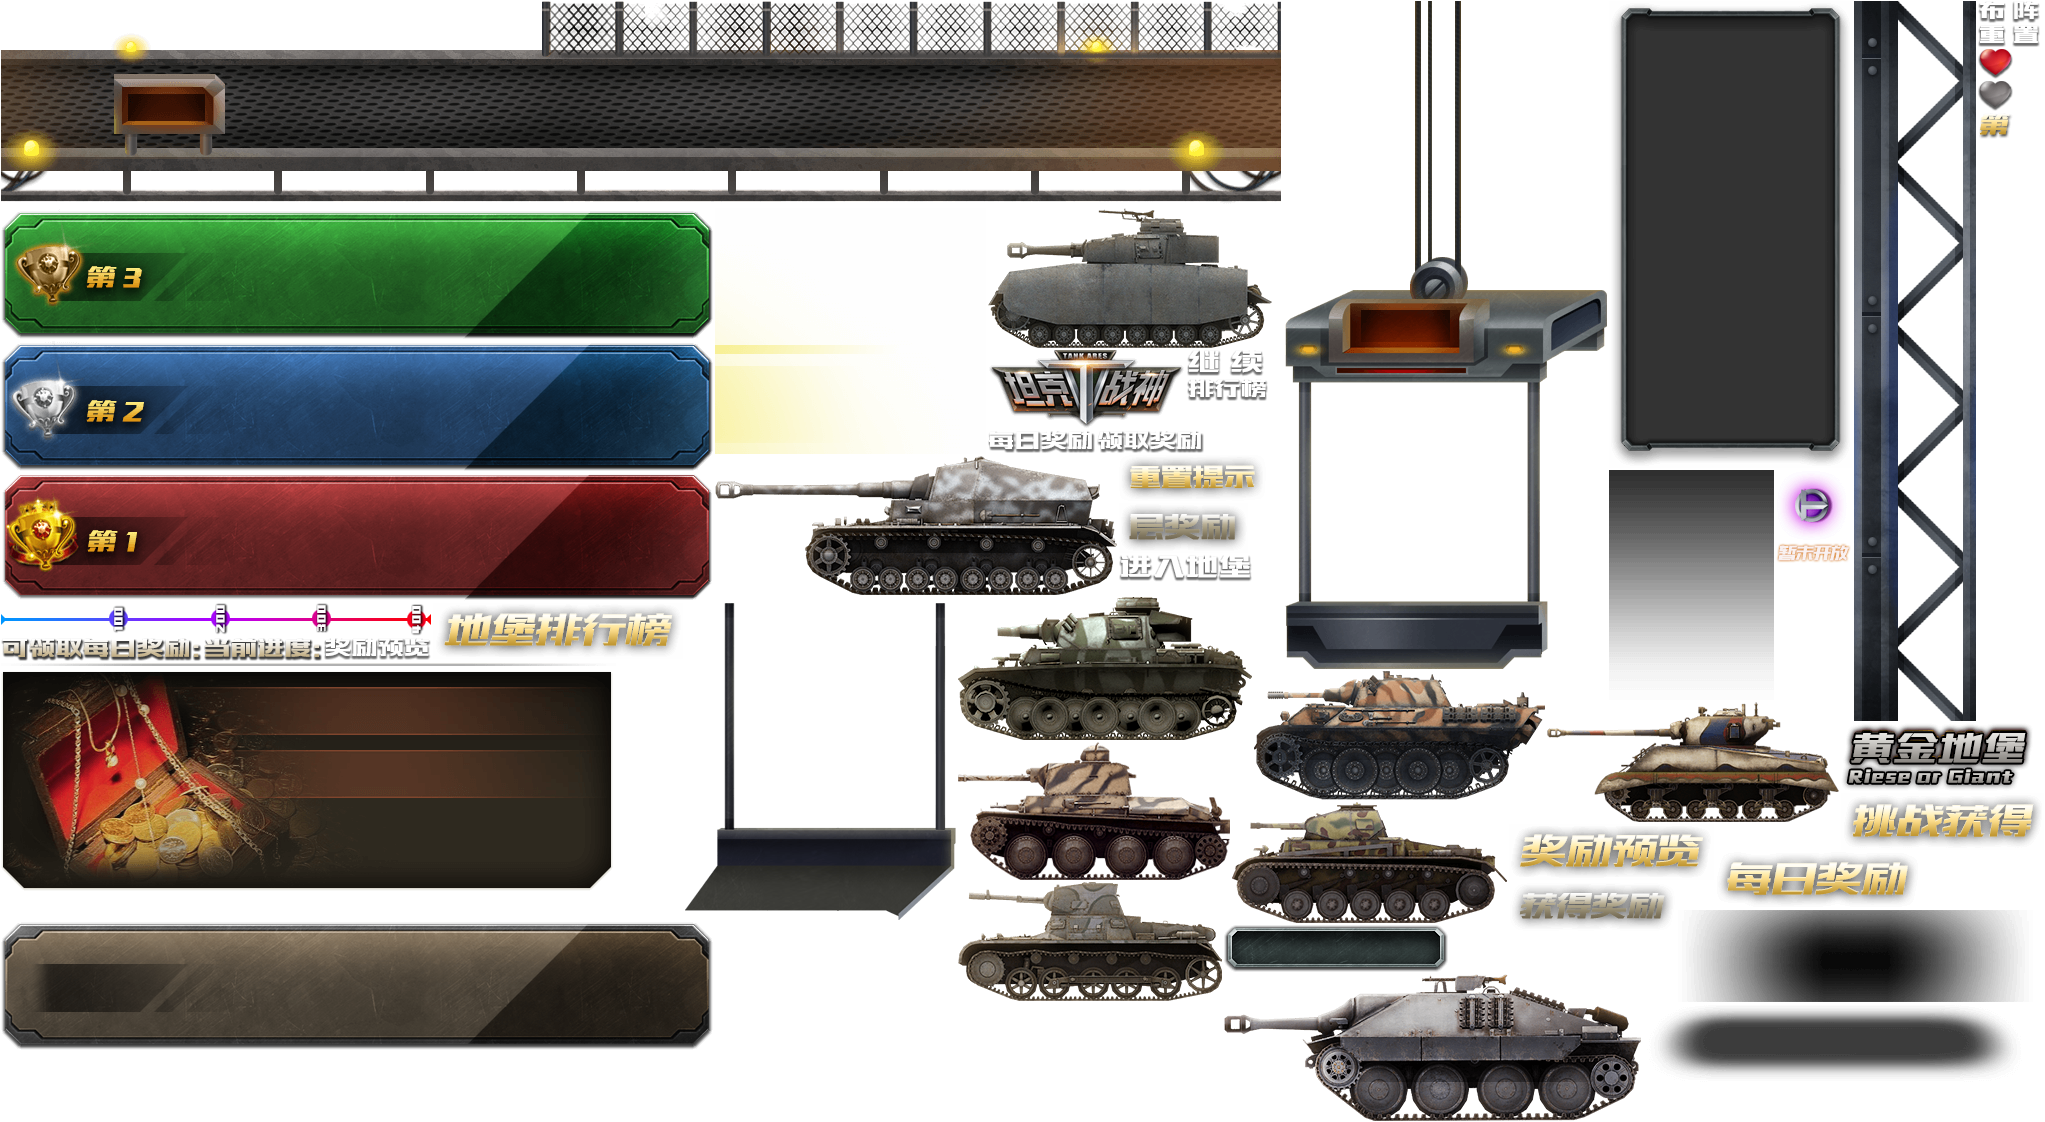 布 阵
重 置
第
第 3
TANK ARES
坦克战神
继 续
排行榜
每日奖励 领取奖励
第 2
重置提示
层奖励
进入地堡
第 1
暂未开放
地堡排行榜
可领取每日奖励:当前进度:奖励预览
黄金地堡
Riese or Giant
挑战获得
奖励预览
每日奖励
获得奖励